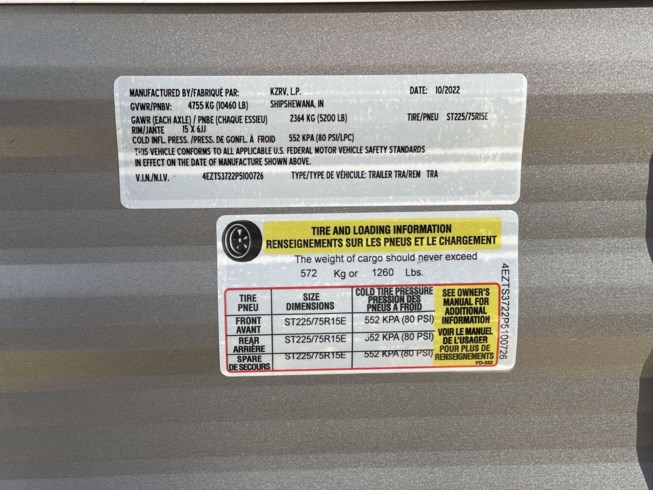 MANUFACTURED BY/FABRIQUÉ PAR: KZRV, L.P. DATE: 10/2022
GVWR/PNBV: 4755 KG (10460 LB) SHIPSHEWANA, IN
GAWR (EACH AXLE) / PNBE (CHAQUE ESSIEU) 2364 KG (5200 LB) TIRE/PNEU ST225/75R15E
RIM/JANTE 15 X 6JJ
COLD INFL. PRESS. /PRESS. DE GONFL. À FROID 552 KPA (80 PSI/LPC)
THIS VEHICLE CONFORMS TO ALL APPLICABLE U.S. FEDERAL MOTOR VEHICLE SAFETY STANDARDS
IN EFFECT ON THE DATE OF MANUFACTURE SHOWN ABOVE.
V.I.N./N.I.V. 4EZTS3722P5100726 TYPE/TYPE DE VÉHICULE: TRAILER TRA/REM TRA
TIRE AND LOADING INFORMATION
RENSEIGNEMENTS SUR LES PNEUS ET LE CHARGEMENT
The weight of cargo should never exceed
572 Kg or 1260 Lbs.
TIRE
PNEU
SIZE
DIMENSIONS
COLD TIRE PRESSURE
PRESSION DES
PNEUS À FROID
FRONT
AVANT
ST225/75R15E
552 KPA (80 PSI)
REAR
ARRIÈRE
ST225/75R15E
552 KPA (80 PSI)
SPARE
DE SECOURS
ST225/75R15E
552 KPA (80 PSI)
SEE OWNER'S
MANUAL FOR
ADDITIONAL
INFORMATION
VOIR LE MANUEL
DE L'USAGER
POUR PLUS DE
RENSEIGNEMENTS
4EZTS3722P5100726